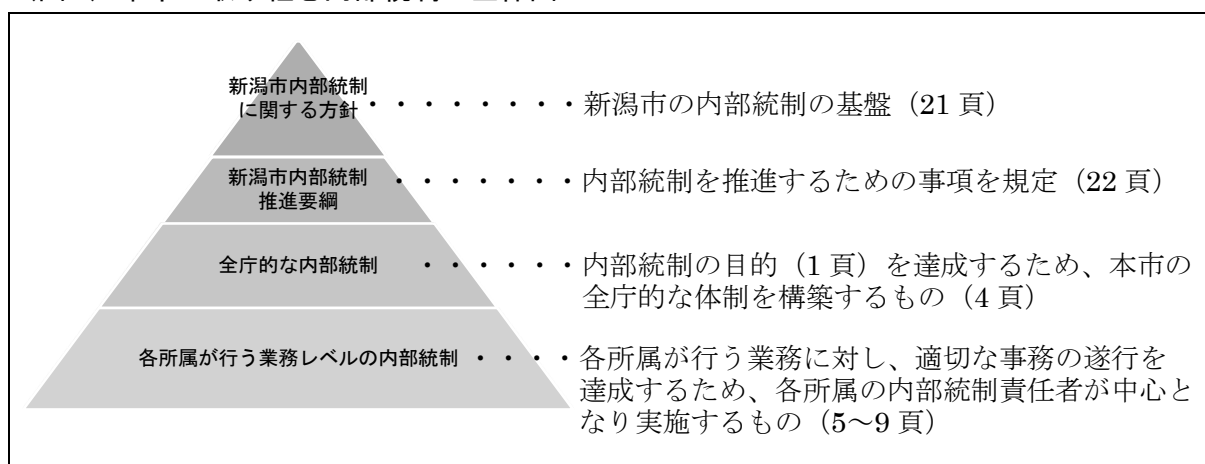 新潟市内部統制
に関する方針・・・・・・・・新潟市の内部統制の基盤（21 頁）
新潟市内部統制
推進要綱
・・・・・・・内部統制を推進するための事項を規定（22 頁）
全庁的な内部統制 ・・・・・・内部統制の目的（1 頁）を達成するため、本市の
全庁的な体制を構築するもの（4 頁）
各所属が行う業務レベルの内部統制 ・・・・各所属が行う業務に対し、適切な事務の遂行を
達成するため、各所属の内部統制責任者が中心と
なり実施するもの（5～9 頁）